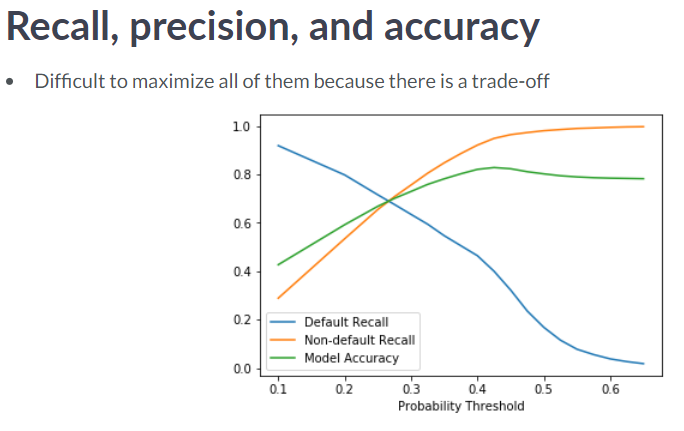 Recall, precision, and accuracy
• Difficult to maximize all of them because there is a trade-off
1.0
0.8
0.6
0.4
0.2
0.0
Default Recall
Non-default Recall
Model Accuracy
0.1 0.2 0.3 0.4 0.5 0.6
Probability Threshold